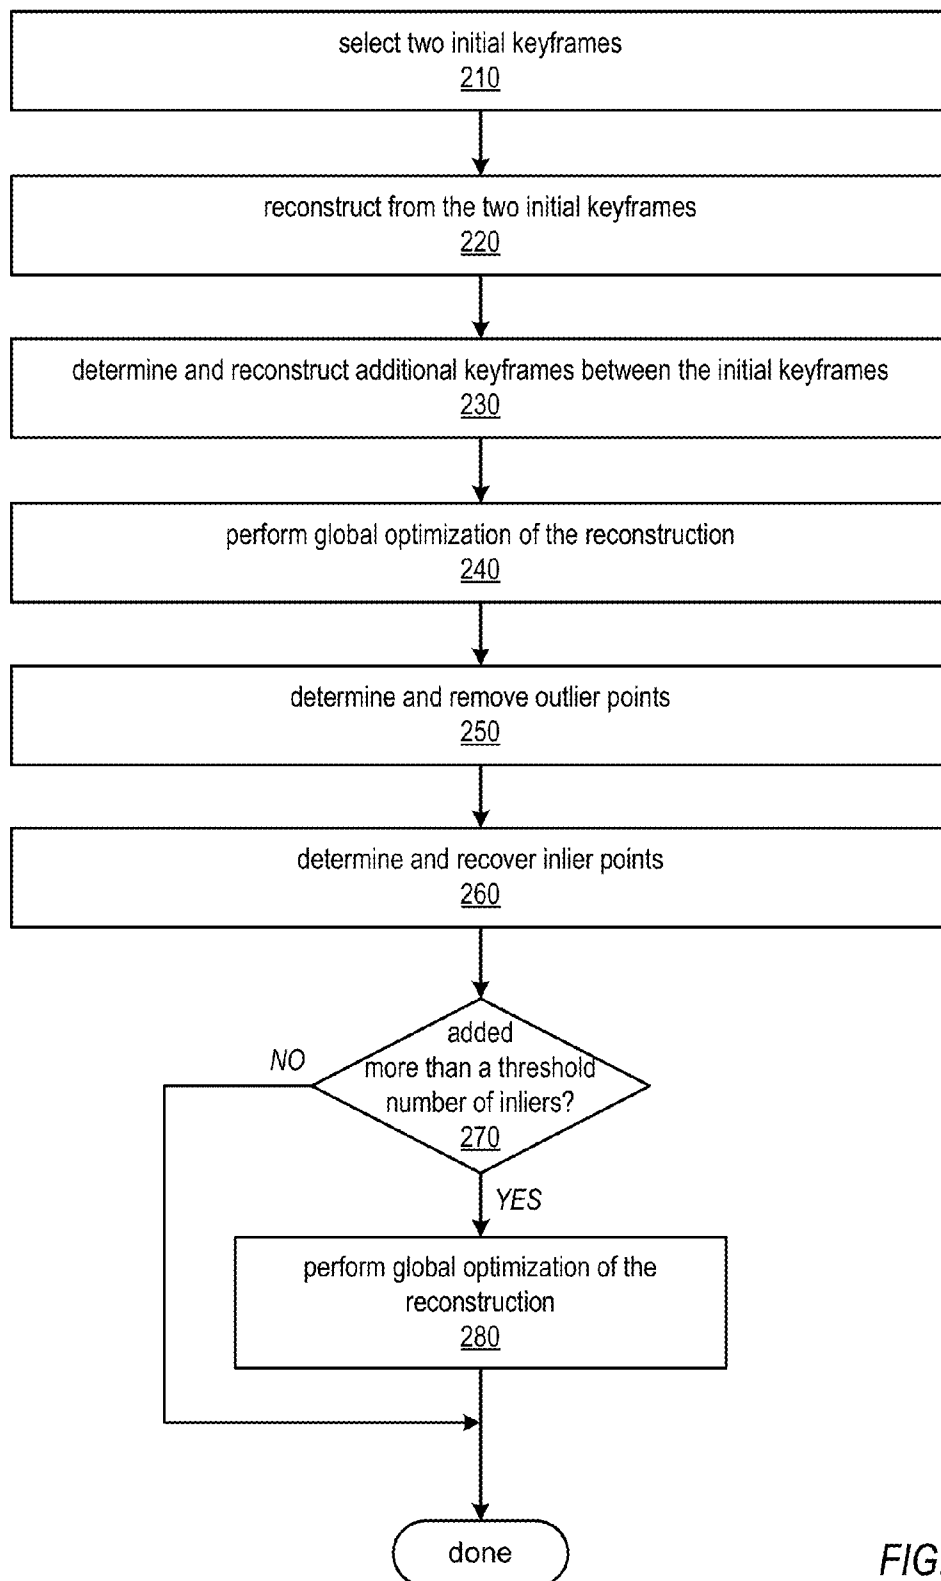 select two initial keyframes
210
reconstruct from the two initial keyframes
220
determine and reconstruct additional keyframes between the initial keyframes
230
perform global optimization of the reconstruction
240
determine and remove outlier points
250
determine and recover inlier points
260
added
more than a threshold
number of inliers?
270
NO
YES
perform global optimization of the
reconstruction
280
done
FIG.